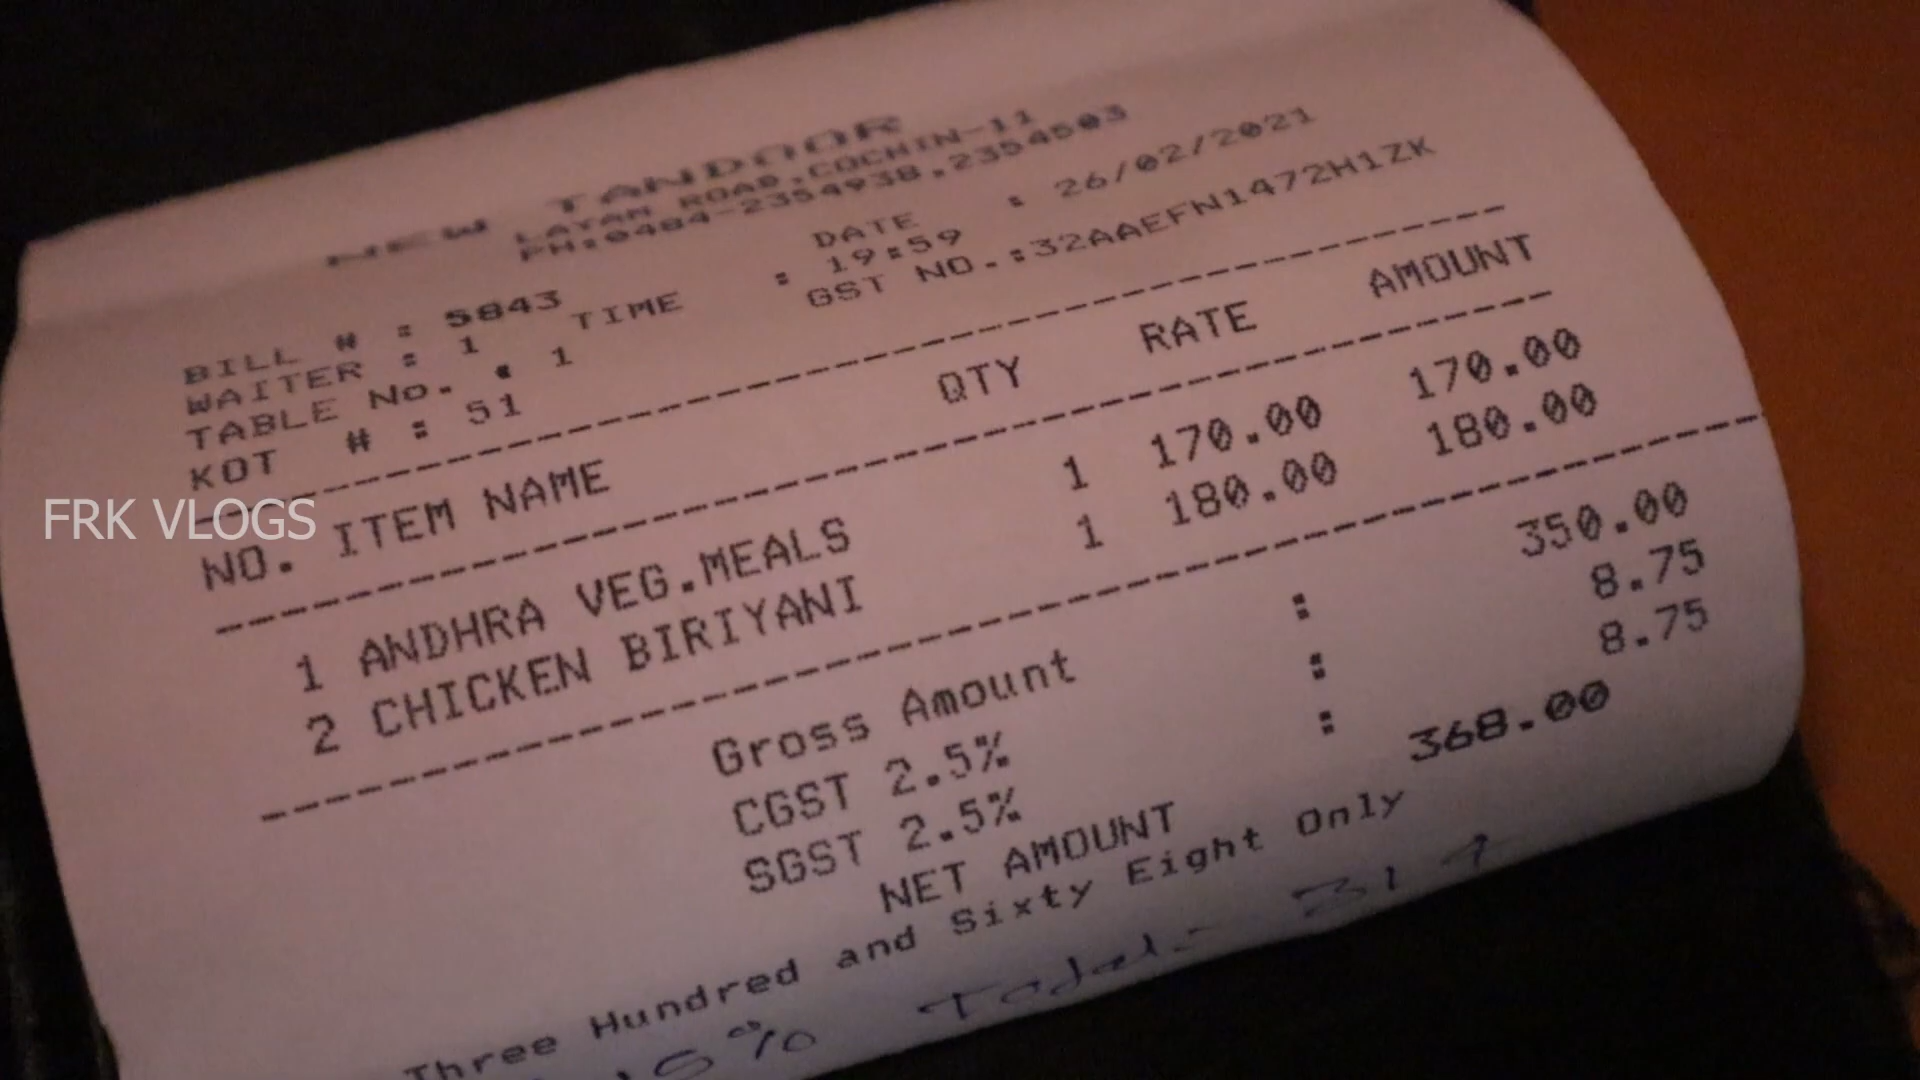 NEW TANDOOR
LAYAM ROAD,COCHIN-11
PH:0484-2354938,2354503
BILL # : 5843 DATE : 26/02/2021
WAITER : 1 TIME : 19:59
TABLE No. : 1 GST NO.:32AAEFN1472H1ZK
KOT # : 51
NO. ITEM NAME QTY RATE AMOUNT
1 ANDHRA VEG.MEALS 1 170.00 170.00
2 CHICKEN BIRIYANI 1 180.00 180.00
Gross Amount : 350.00
CGST 2.5% : 8.75
SGST 2.5% : 8.75
NET AMOUNT 368.00
Three Hundred and Sixty Eight Only
15%
FRK VLOGS